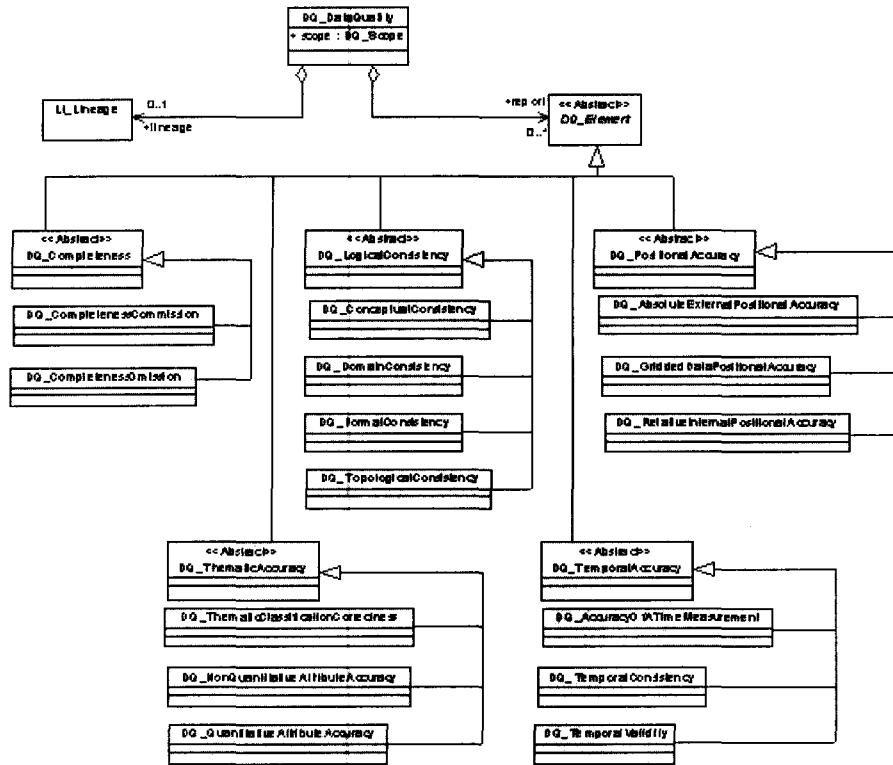 DQ_DataQuality
+ scope : DQ_Scope
LI_Lineage
0..1
+lineage
+report
0..*
<<Abstract>>
DQ_Element
<<Abstract>>
DQ_Completeness
<<Abstract>>
DQ_LogicalConsistency
<<Abstract>>
DQ_PositionalAccuracy
DQ_CompletenessCommission
DQ_ConceptualConsistency
DQ_AbsoluteExternalPositionalAccuracy
DQ_CompletenessOmission
DQ_DomainConsistency
DQ_GriddedDataPositionalAccuracy
DQ_FormatConsistency
DQ_RelativeInternalPositionalAccuracy
DQ_TopologicalConsistency
<<Abstract>>
DQ_ThematicAccuracy
<<Abstract>>
DQ_TemporalAccuracy
DQ_ThematicClassificationCorrectness
DQ_AccuracyOfATimeMeasurement
DQ_NonQuantitativeAttributeAccuracy
DQ_TemporalConsistency
DQ_QuantitativeAttributeAccuracy
DQ_TemporalValidity